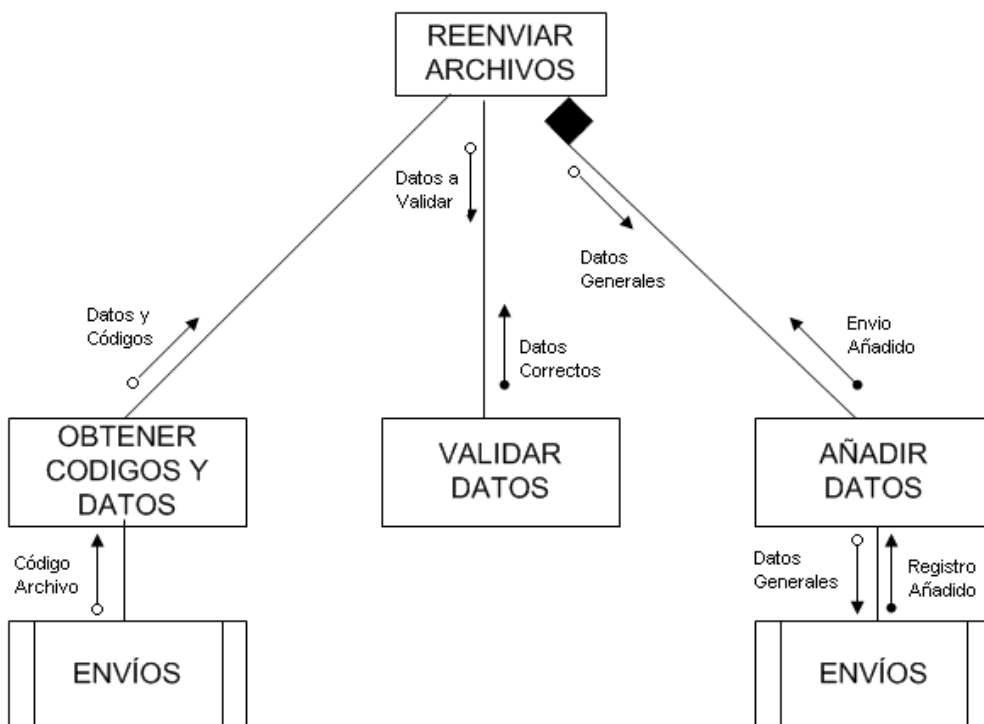 REENVIAR
ARCHIVOS
Datos a
Validar
Datos
Generales
Datos y
Códigos
Datos
Correctos
Envio
Añadido
OBTENER
CODIGOS Y
DATOS
VALIDAR
DATOS
AÑADIR
DATOS
Código
Archivo
Datos
Generales
Registro
Añadido
ENVÍOS
ENVÍOS